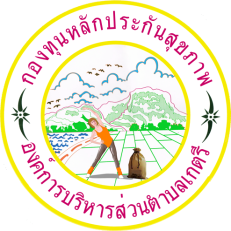 กองทุนหลักประกันสุขภาพ
องค์การบริหารส่วนตำบลเกตรี